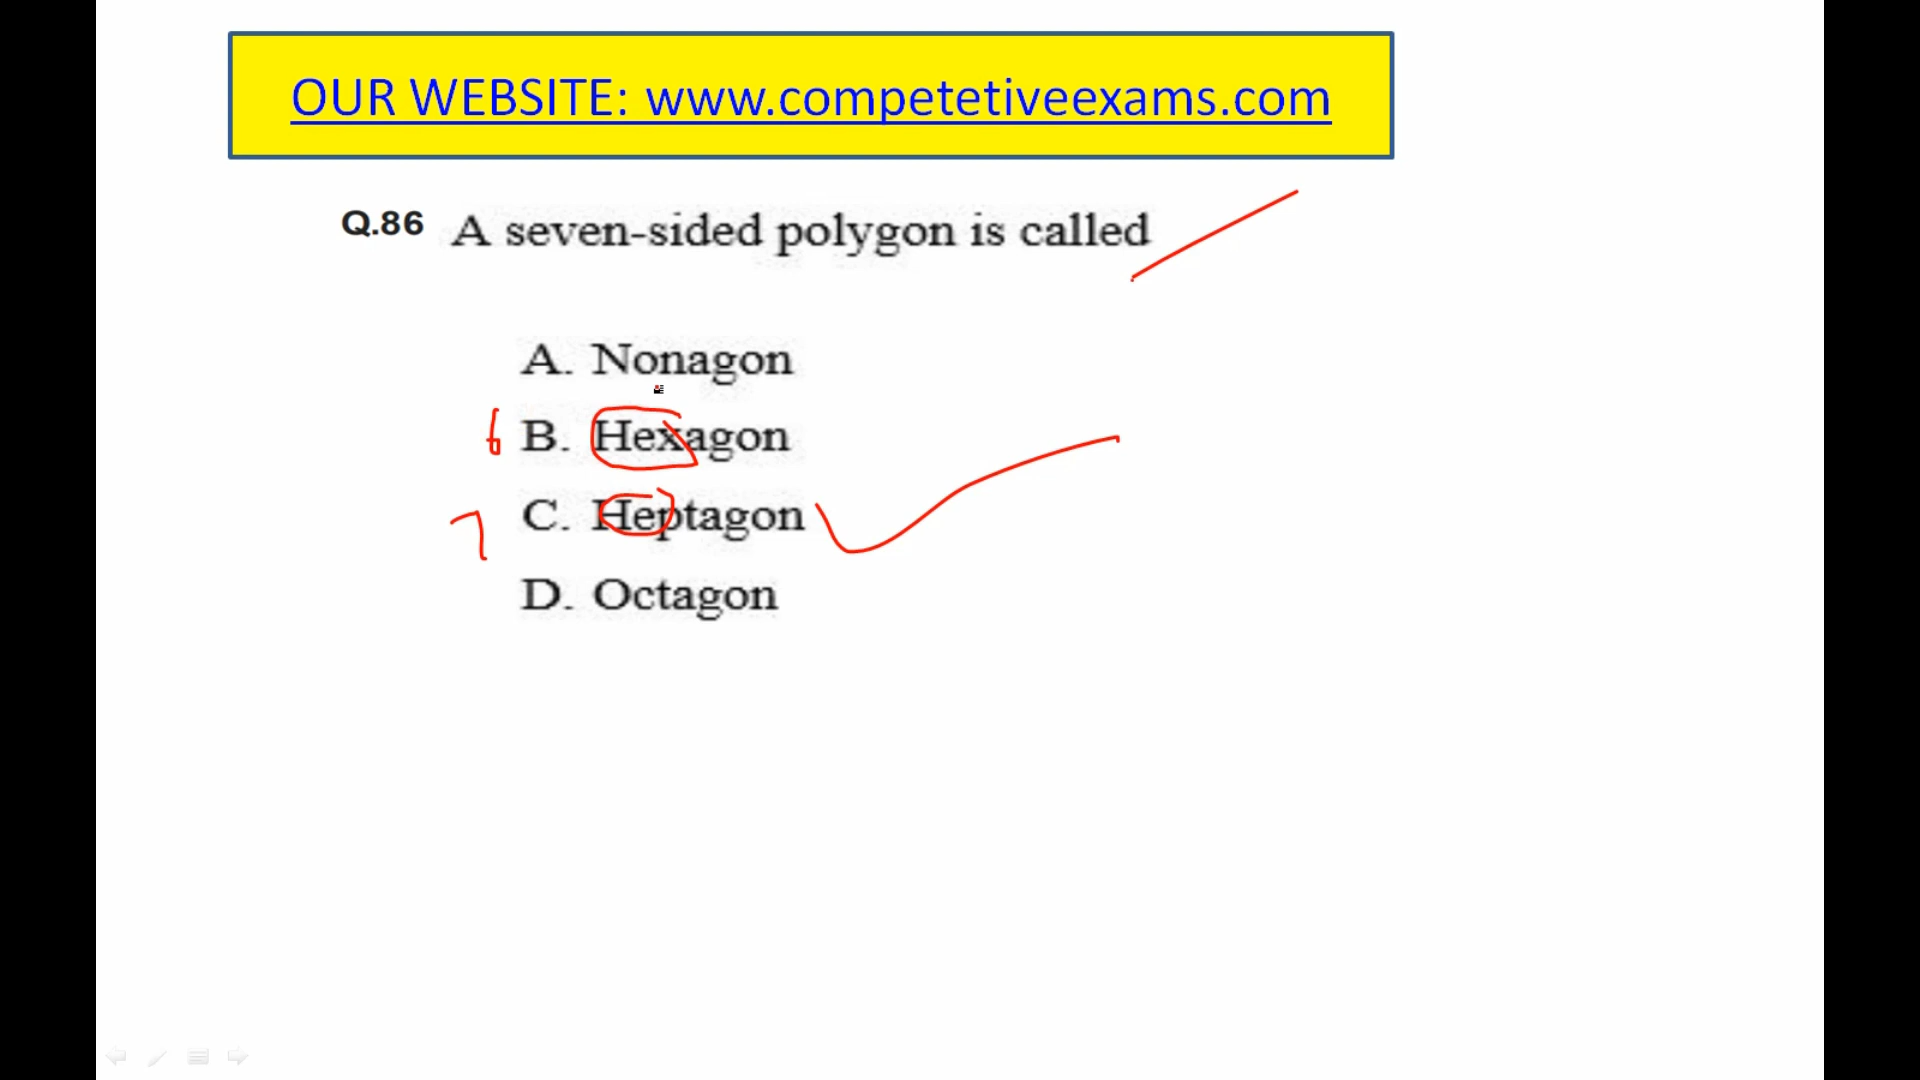 OUR WEBSITE: www.competetiveexams.com
Q.86 A seven-sided polygon is called
A. Nonagon
6 B. Hexagon
7 C. Heptagon
D. Octagon